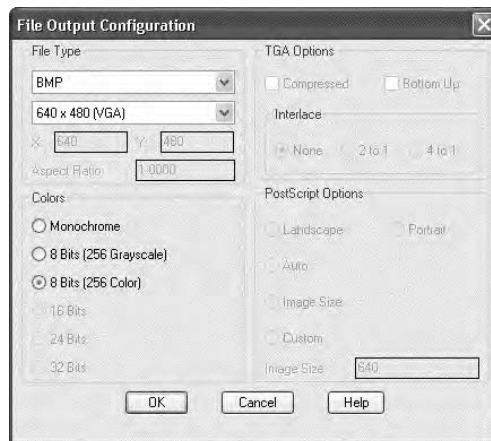 File Output Configuration
File Type
BMP
640 x 480 (VGA)
X: 640 Y: 480
Aspect Ratio: 1.0000
Colors
Monochrome
8 Bits (256 Grayscale)
8 Bits (256 Color)
16 Bits
24 Bits
32 Bits
TGA Options
Compressed Bottom Up
Interlace
None 2 to 1 4 to 1
PostScript Options
Landscape Portrait
Auto
Image Size
Custom
Image Size 640
OK Cancel Help